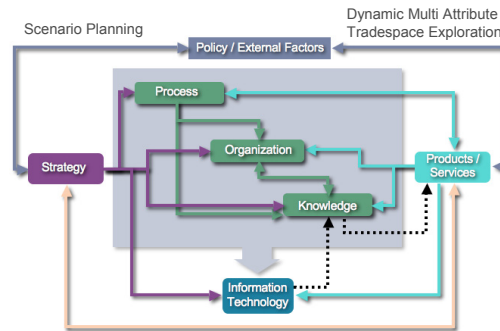 Scenario Planning
Dynamic Multi Attribute
Tradespace Exploration
Policy / External Factors
Process
Organization
Strategy
Products /
Services
Knowledge
Information
Technology